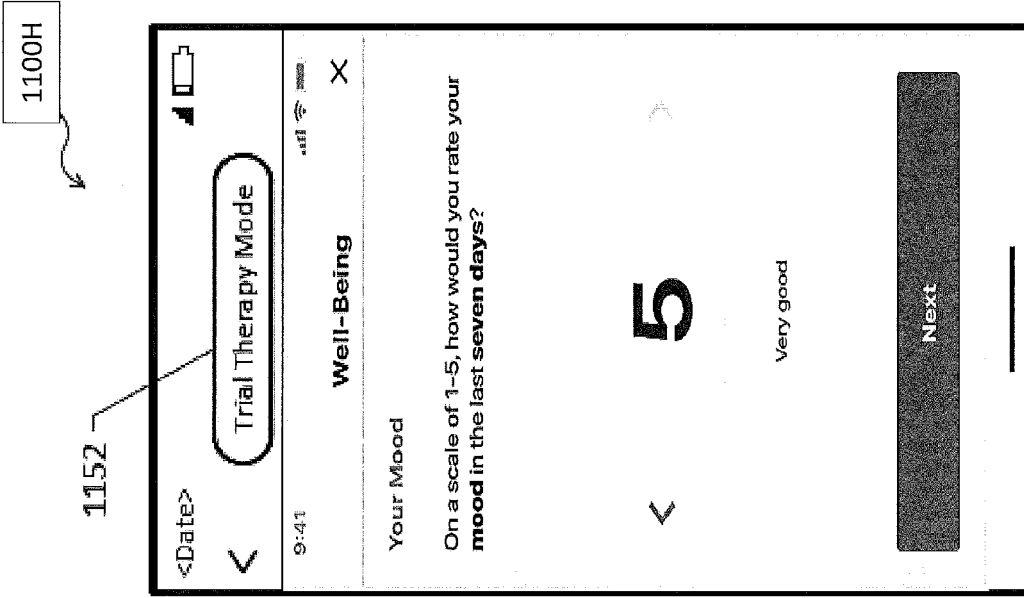 1100H
1152
<Date>
Trial Therapy Mode
9:41
Well-Being
Your Mood
On a scale of 1-5, how would you rate your
mood in the last seven days?
5
Very good
Next